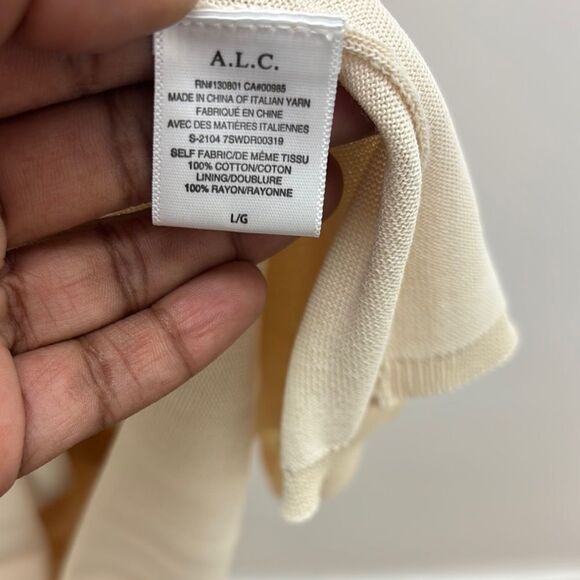 A.L.C.
RN#130801 CA#00985
MADE IN CHINA OF ITALIAN YARN
FABRIQUÉ EN CHINE
AVEC DES MATIÈRES ITALIENNES
S-2104 7SWDR00319
SELF FABRIC/DE MÊME TISSU
100% COTTON/COTON
LINING/DOUBLURE
100% RAYON/RAYONNE
L/G